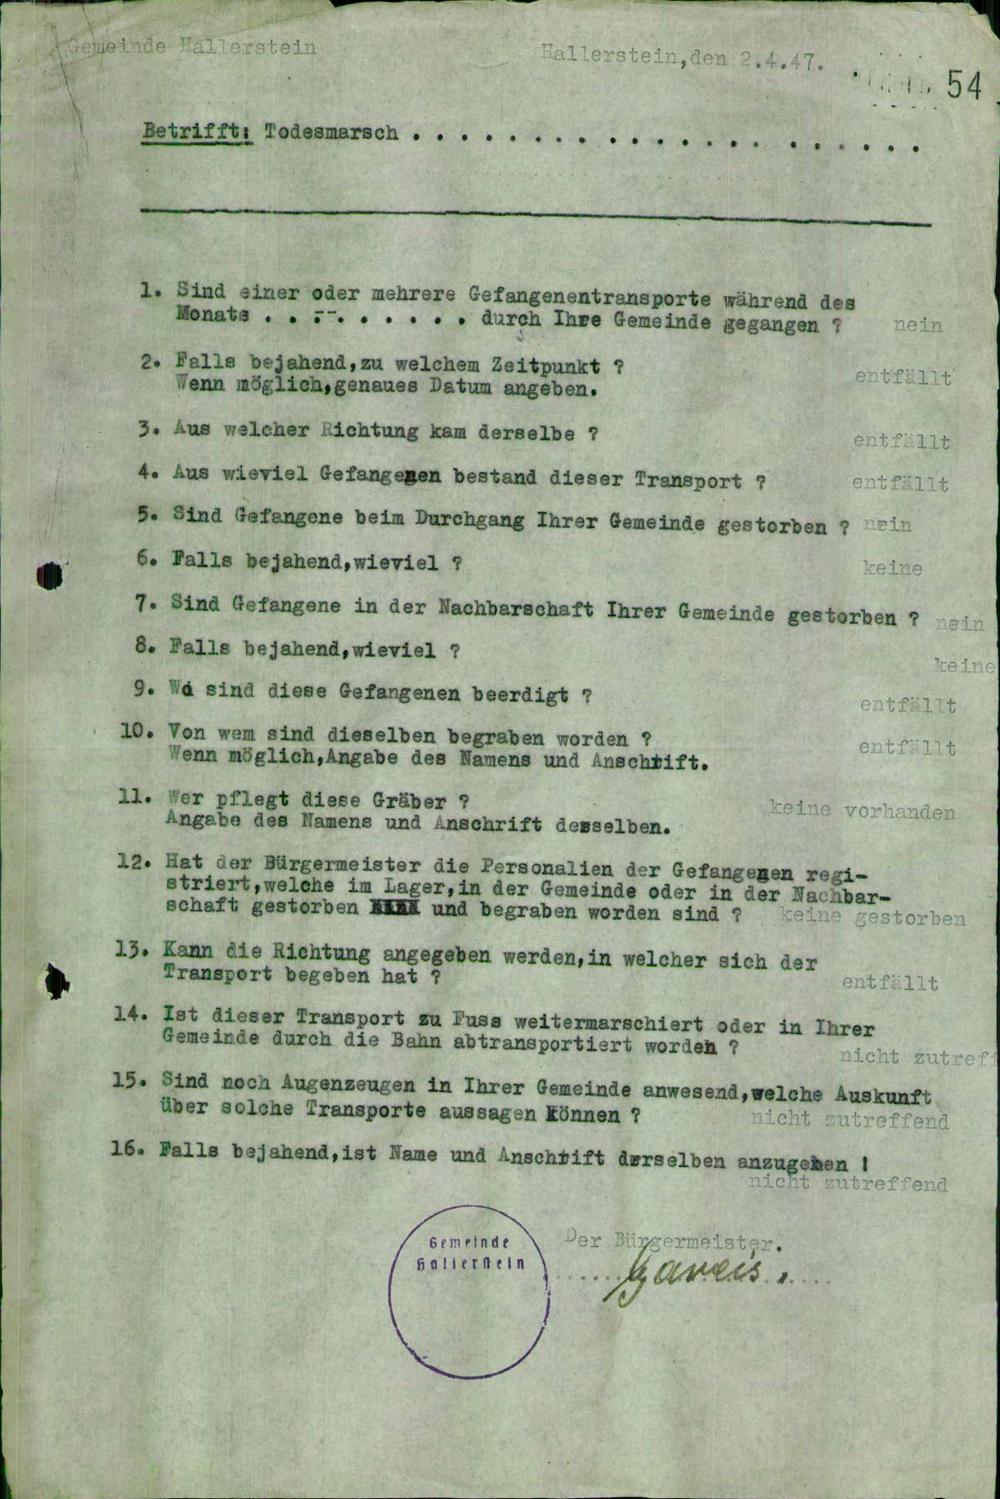 Gemeinde Hallerstein
Hallerstein,den 2.4.47.
54
Betrifft: Todesmarsch . . . . . . . . . . . . . . . . . . . . . .
1. Sind einer oder mehrere Gefangenentransporte während des
Monats . . .--. . . . . . . durch Ihre Gemeinde gegangen ? nein
2. Falls bejahend,zu welchem Zeitpunkt ?
Wenn möglich,genaues Datum angeben. entfällt
3. Aus welcher Richtung kam derselbe ? entfällt
4. Aus wieviel Gefangenen bestand dieser Transport ? entfällt
5. Sind Gefangene beim Durchgang Ihrer Gemeinde gestorben ? nein
6. Falls bejahend,wieviel ? keine
7. Sind Gefangene in der Nachbarschaft Ihrer Gemeinde gestorben ? nein
8. Falls bejahend,wieviel ? keine
9. Wo sind diese Gefangenen beerdigt ? entfällt
10. Von wem sind dieselben begraben worden ? entfällt
Wenn möglich,Angabe des Namens und Anschrift.
11. Wer pflegt diese Gräber ? keine vorhanden
Angabe des Namens und Anschrift desselben.
12. Hat der Bürgermeister die Personalien der Gefangenen regi-
striert,welche im Lager,in der Gemeinde oder in der Nachbar-
schaft gestorben und begraben worden sind ? keine gestorben
13. Kann die Richtung angegeben werden,in welcher sich der
Transport begeben hat ? entfällt
14. Ist dieser Transport zu Fuss weitermarschiert oder in Ihrer
Gemeinde durch die Bahn abtransportiert worden ? nicht zutreff
15. Sind noch Augenzeugen in Ihrer Gemeinde anwesend,welche Auskunft
über solche Transporte aussagen können ? nicht zutreffend
16. Falls bejahend,ist Name und Anschrift derselben anzugeben !
nicht zutreffend
Gemeinde
Hallerstein
Der Bürgermeister.
Gareis.